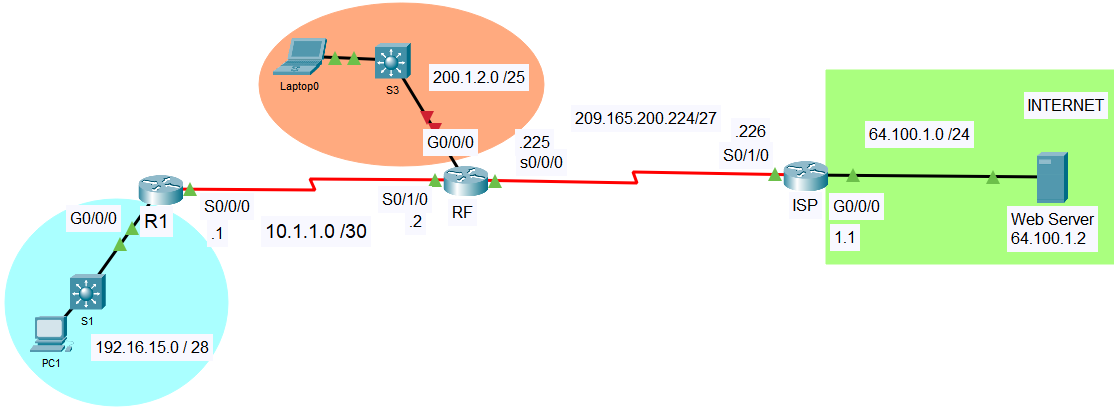 Laptop0
S3
200.1.2.0 /25
G0/0/0
.225
s0/0/0
209.165.200.224/27
.226
S0/1/0
INTERNET
64.100.1.0 /24
ISP
G0/0/0
1.1
Web Server
64.100.1.2
S0/1/0
.2
RF
G0/0/0
R1
S0/0/0
.1
10.1.1.0 /30
S1
PC1
192.16.15.0 / 28